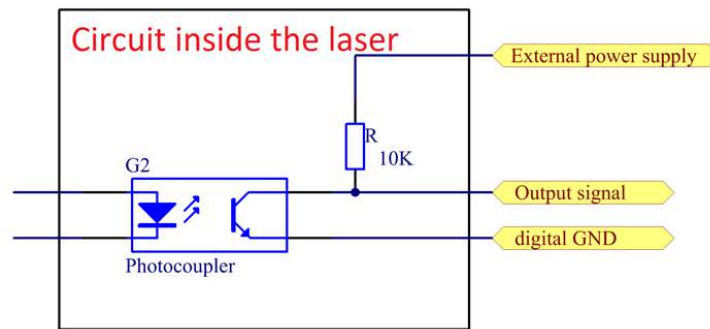 Circuit inside the laser
External power supply
R
10K
G2
Output signal
digital GND
Photocoupler